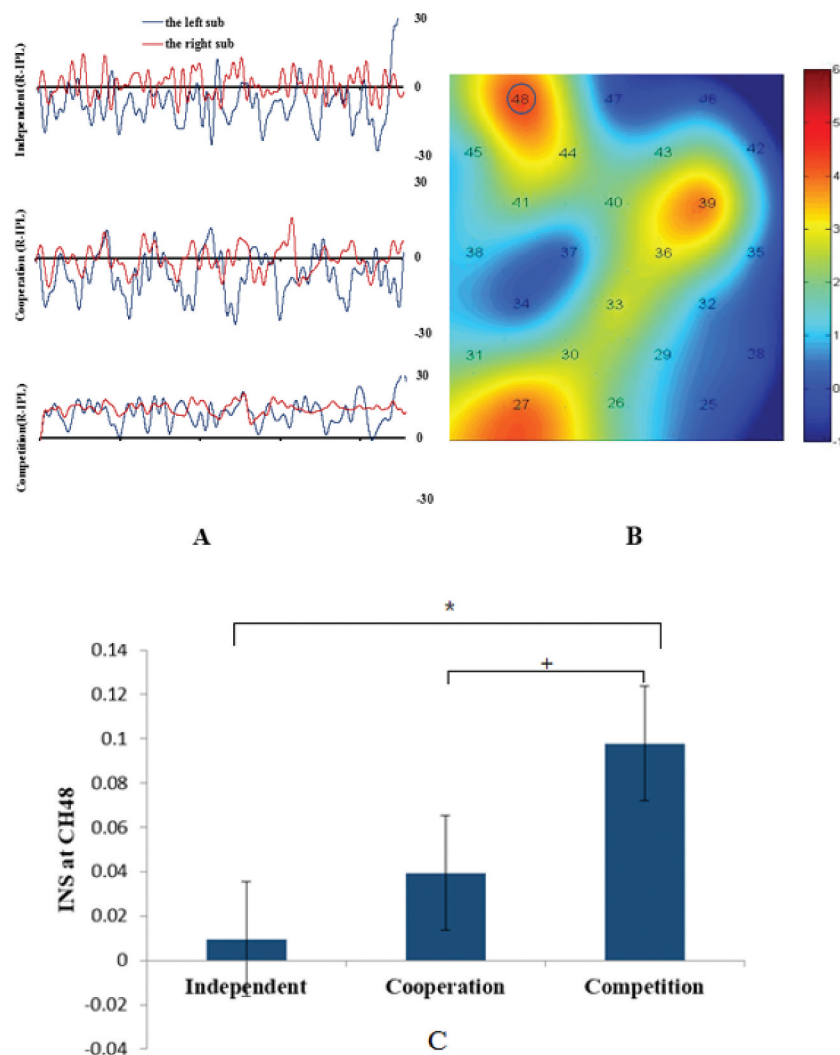 the left sub
the right sub
Independent (R-IPL)
30
0
-30
Cooperation (R-IPL)
30
0
-30
Competition(R-IPL)
30
0
-30
A
48 47 46
45 44 43 42
41 40 39
38 37 36 35
34 33 32
31 30 29 28
27 26 25
6
5
4
3
2
1
0
-1
B
INS at CH48
0.14
0.12
0.1
0.08
0.06
0.04
0.02
0
-0.02
-0.04
*
+
Independent Cooperation Competition
C